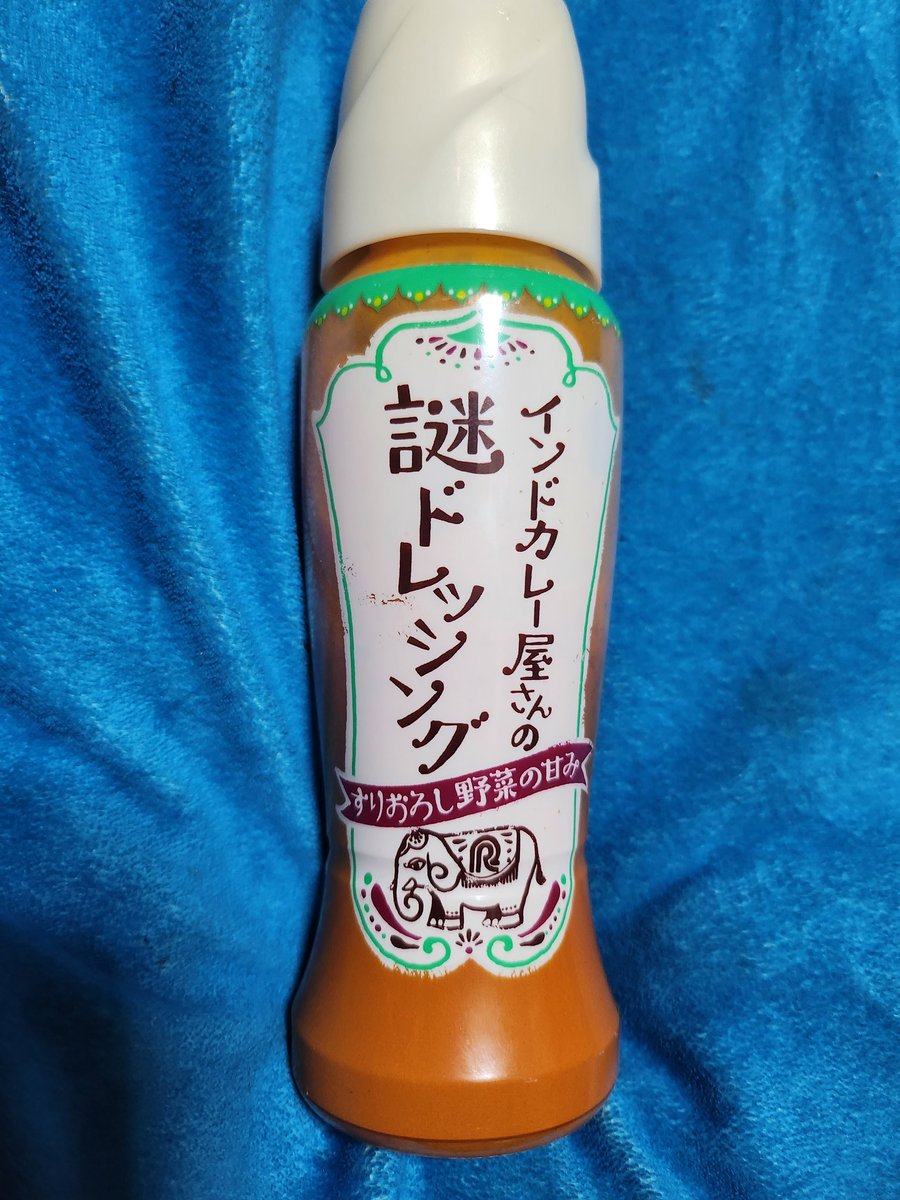 インドカレー屋さんの
謎ドレッシング
すりおろし野菜の甘み
R